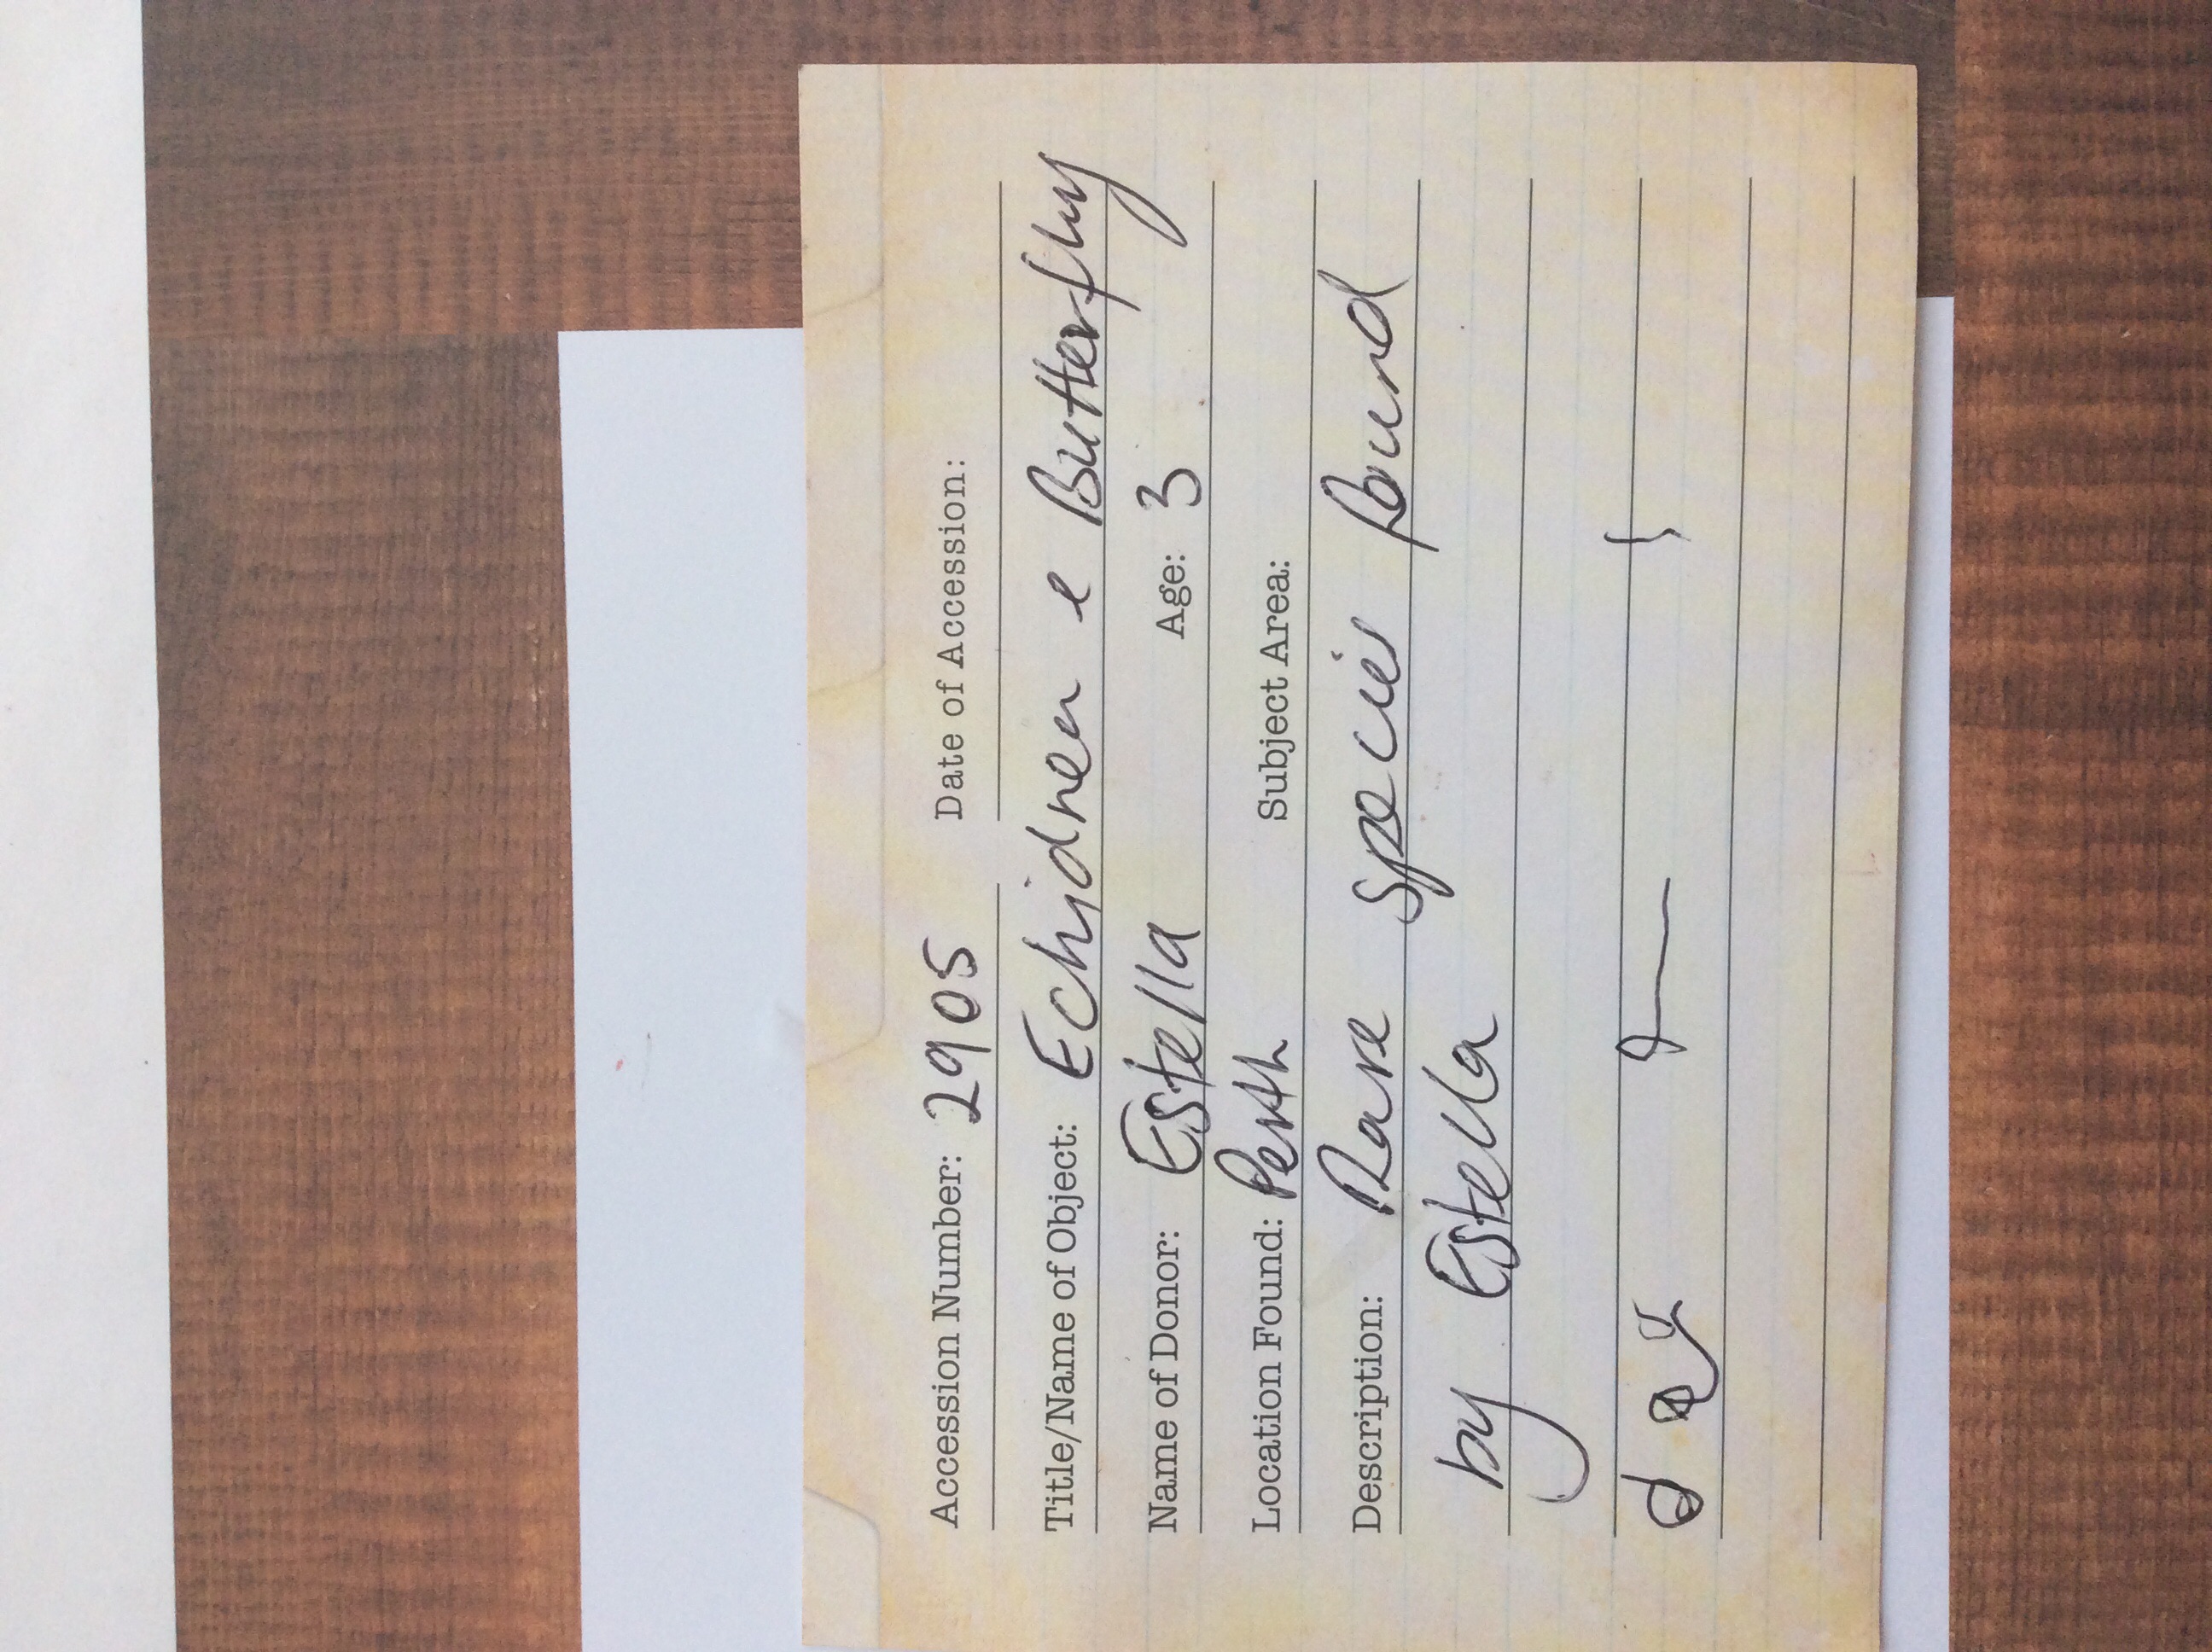 Accession Number: 2905 Date of Accession:
Title/Name of Object: Echidnea e Butterfly
Name of Donor: Estella Age: 3
Location Found: Perth Subject Area:
Description: Rare species found
by Estella